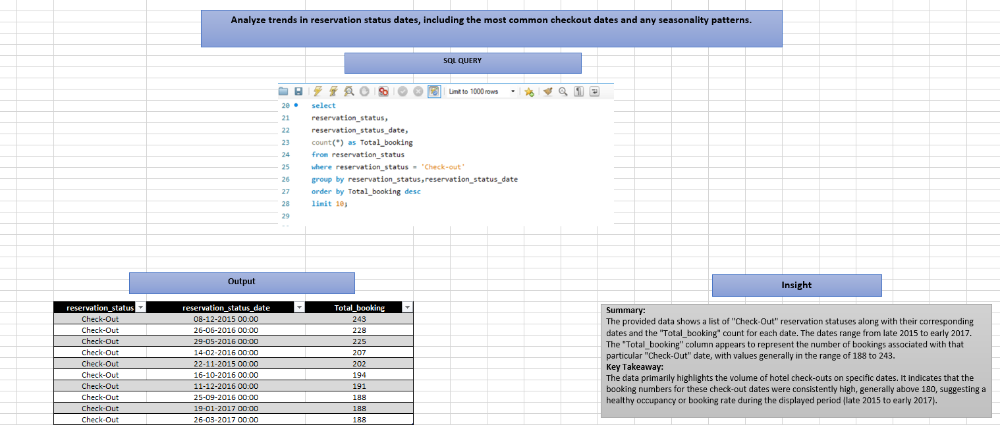 Analyze trends in reservation status dates, including the most common checkout dates and any seasonality patterns.
SQL QUERY
Limit to 1000 rows
20 select
21 reservation_status,
22 reservation_status_date,
23 count(*) as Total_booking
24 from reservation_status
25 where reservation_status = 'Check-out'
26 group by reservation_status,reservation_status_date
27 order by Total_booking desc
28 limit 10;
29
Output
reservation_status reservation_status_date Total_booking
Check-Out 08-12-2015 00:00 243
Check-Out 26-06-2016 00:00 228
Check-Out 29-05-2016 00:00 225
Check-Out 14-02-2016 00:00 207
Check-Out 22-11-2015 00:00 202
Check-Out 16-10-2016 00:00 194
Check-Out 11-12-2016 00:00 191
Check-Out 25-09-2016 00:00 188
Check-Out 19-01-2017 00:00 188
Check-Out 26-03-2017 00:00 188
Insight
Summary:
The provided data shows a list of "Check-Out" reservation statuses along with their corresponding
dates and the "Total_booking" count for each date. The dates range from late 2015 to early 2017.
The "Total_booking" column appears to represent the number of bookings associated with that
particular "Check-Out" date, with values generally in the range of 188 to 243.
Key Takeaway:
The data primarily highlights the volume of hotel check-outs on specific dates. It indicates that the
booking numbers for these check-out dates were consistently high, generally above 180, suggesting a
healthy occupancy or booking rate during the displayed period (late 2015 to early 2017).